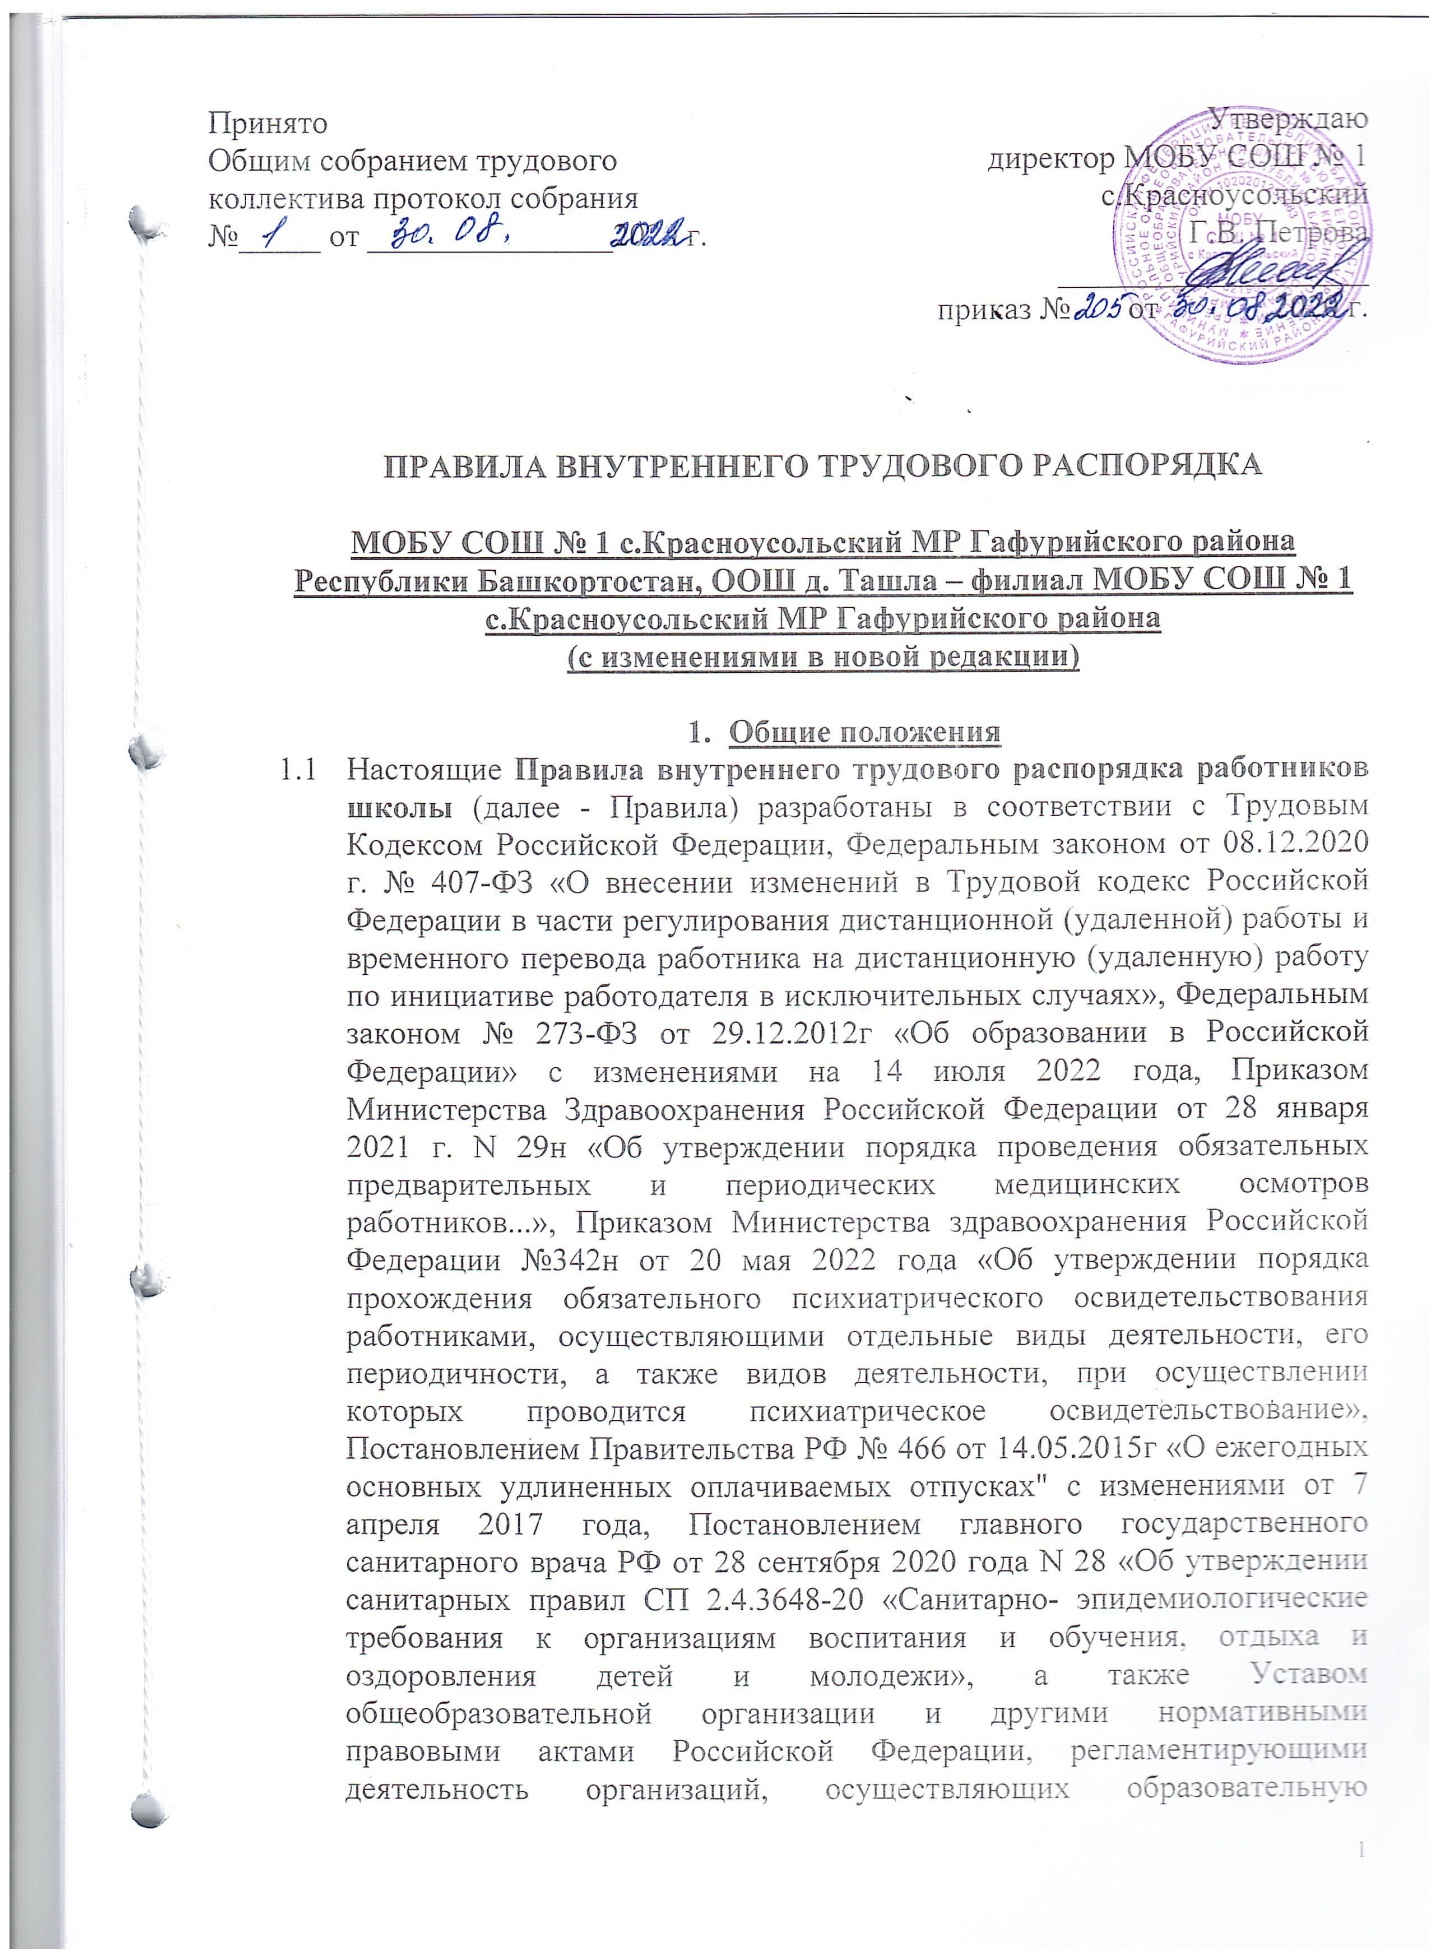 Принято
Общим собранием трудового
коллектива протокол собрания
№ 1 от 30. 08. 2022 г.
Утверждаю
директор МОБУ СОШ № 1
с.Красноусольский
Г.В. Петрова
приказ № 205 от 30. 08 2022 г.
ПРАВИЛА ВНУТРЕННЕГО ТРУДОВОГО РАСПОРЯДКА
МОБУ СОШ № 1 с.Красноусольский МР Гафурийского района
Республики Башкортостан, ООШ д. Ташла – филиал МОБУ СОШ № 1
с.Красноусольский МР Гафурийского района
(с изменениями в новой редакции)
1. Общие положения
1.1 Настоящие Правила внутреннего трудового распорядка работников
школы (далее - Правила) разработаны в соответствии с Трудовым
Кодексом Российской Федерации, Федеральным законом от 08.12.2020
г. № 407-ФЗ «О внесении изменений в Трудовой кодекс Российской
Федерации в части регулирования дистанционной (удаленной) работы и
временного перевода работника на дистанционную (удаленную) работу
по инициативе работодателя в исключительных случаях», Федеральным
законом № 273-ФЗ от 29.12.2012г «Об образовании в Российской
Федерации» с изменениями на 14 июля 2022 года, Приказом
Министерства Здравоохранения Российской Федерации от 28 января
2021 г. N 29н «Об утверждении порядка проведения обязательных
предварительных и периодических медицинских осмотров
работников...», Приказом Министерства здравоохранения Российской
Федерации №342н от 20 мая 2022 года «Об утверждении порядка
прохождения обязательного психиатрического освидетельствования
работниками, осуществляющими отдельные виды деятельности, его
периодичности, а также видов деятельности, при осуществлении
которых проводится психиатрическое освидетельствование»,
Постановлением Правительства РФ № 466 от 14.05.2015г «О ежегодных
основных удлиненных оплачиваемых отпусках" с изменениями от 7
апреля 2017 года, Постановлением главного государственного
санитарного врача РФ от 28 сентября 2020 года N 28 «Об утверждении
санитарных правил СП 2.4.3648-20 «Санитарно- эпидемиологические
требования к организациям воспитания и обучения, отдыха и
оздоровления детей и молодежи», а также Уставом
общеобразовательной организации и другими нормативными
правовыми актами Российской Федерации, регламентирующими
деятельность организаций, осуществляющих образовательную
1